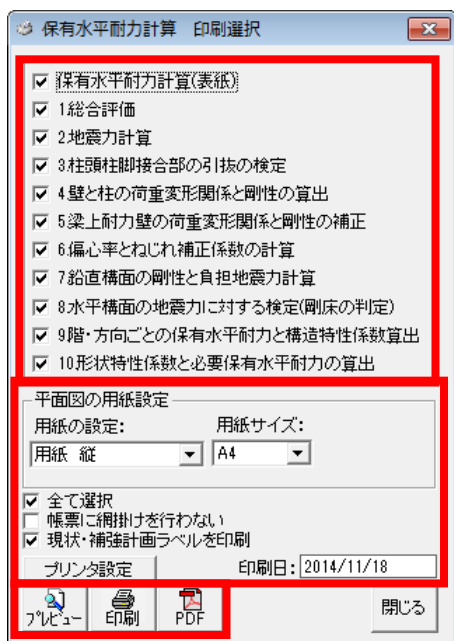 保有水平耐力計算 印刷選択
保有水平耐力計算(表紙)
1.総合評価
2.地震力計算
3.柱頭柱脚接合部の引抜の検定
4.壁と柱の荷重変形関係と剛性の算出
5.梁上耐力壁の荷重変形関係と剛性の補正
6.偏心率とねじれ補正係数の計算
7.鉛直構面の剛性と負担地震力計算
8.水平構面の地震力に対する検定(剛床の判定)
9.階・方向ごとの保有水平耐力と構造特性係数算出
10.形状特性係数と必要保有水平耐力の算出
平面図の用紙設定
用紙の設定: 用紙サイズ:
用紙 縦 A4
全て選択
帳票に網掛けを行わない
現状・補強計画ラベルを印刷
プリンタ設定 印刷日: 2014/11/18
プレビュー 印刷 PDF 閉じる